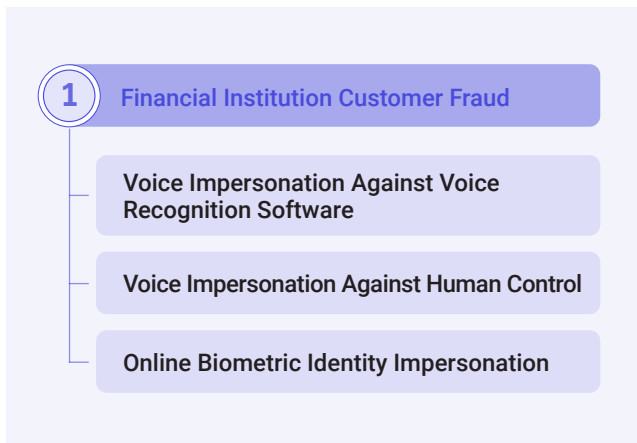 1
Financial Institution Customer Fraud
Voice Impersonation Against Voice
Recognition Software
Voice Impersonation Against Human Control
Online Biometric Identity Impersonation